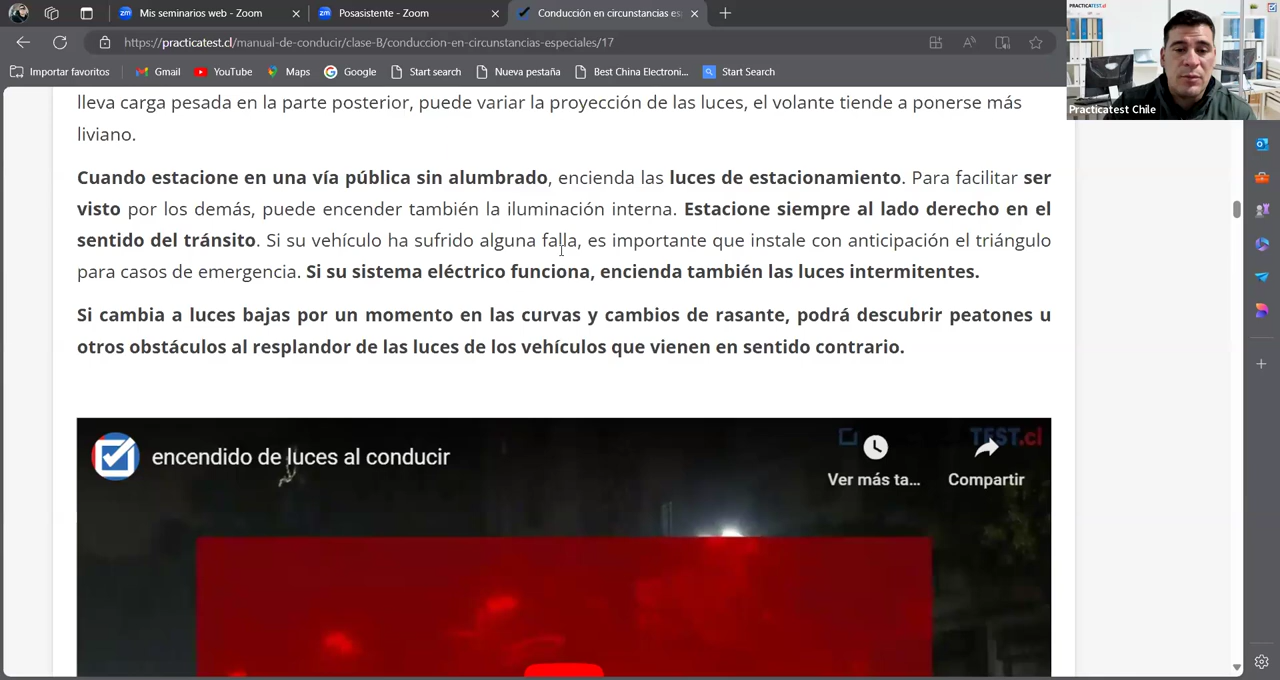 Mis seminarios web - Zoom
Posasistente - Zoom
Conducción en circunstancias es
https://practicatest.cl/manual-de-conducir/clase-B/conduccion-en-circunstancias-especiales/17
Importar favoritos
Gmail
YouTube
Maps
Google
Start search
Nueva pestaña
Best China Electroni...
Start Search
PRACTICATEST.cl
Practicatest Chile
lleva carga pesada en la parte posterior, puede variar la proyección de las luces, el volante tiende a ponerse más
liviano.
Cuando estacione en una vía pública sin alumbrado, encienda las luces de estacionamiento. Para facilitar ser
visto por los demás, puede encender también la iluminación interna. Estacione siempre al lado derecho en el
sentido del tránsito. Si su vehículo ha sufrido alguna falla, es importante que instale con anticipación el triángulo
para casos de emergencia. Si su sistema eléctrico funciona, encienda también las luces intermitentes.
Si cambia a luces bajas por un momento en las curvas y cambios de rasante, podrá descubrir peatones u
otros obstáculos al resplandor de las luces de los vehículos que vienen en sentido contrario.
encendido de luces al conducir
TEST.cl
Ver más ta...
Compartir